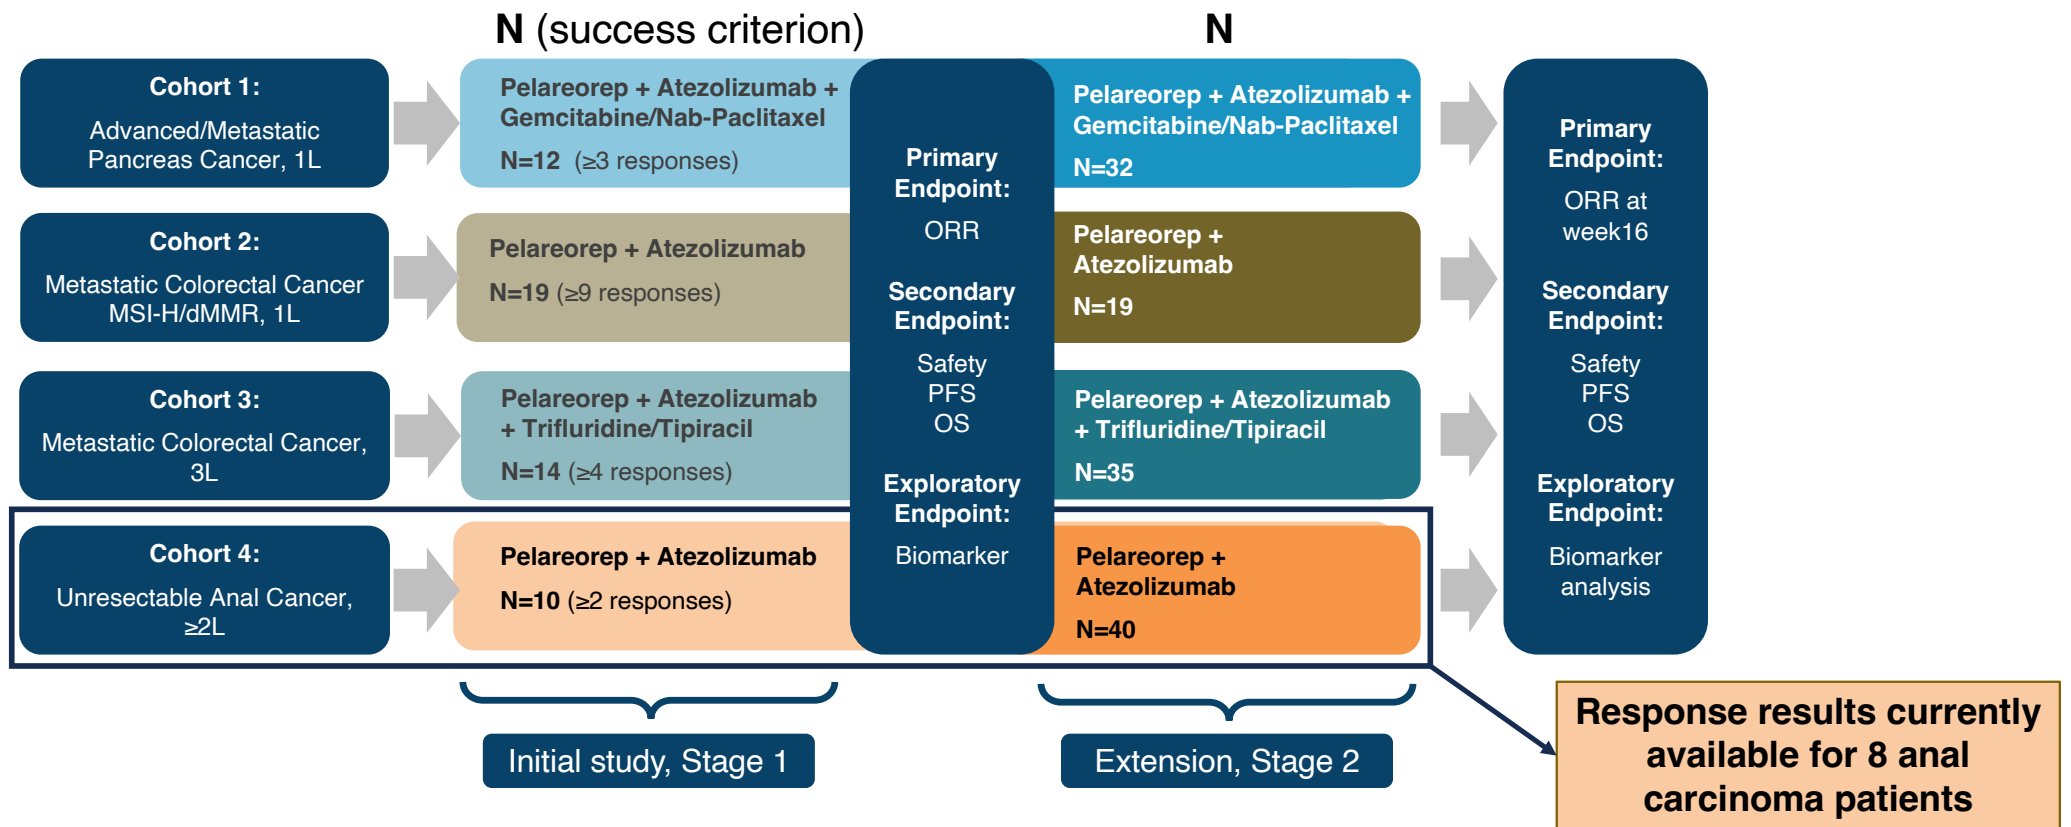 N (success criterion)
N
Cohort 1:
Advanced/Metastatic
Pancreas Cancer, 1L
Pelareorep + Atezolizumab +
Gemcitabine/Nab-Paclitaxel
N=12 (≥3 responses)
Pelareorep + Atezolizumab +
Gemcitabine/Nab-Paclitaxel
N=32
Cohort 2:
Metastatic Colorectal Cancer
MSI-H/dMMR, 1L
Pelareorep + Atezolizumab
N=19 (≥9 responses)
Pelareorep +
Atezolizumab
N=19
Cohort 3:
Metastatic Colorectal Cancer,
3L
Pelareorep + Atezolizumab
+ Trifluridine/Tipiracil
N=14 (≥4 responses)
Pelareorep + Atezolizumab
+ Trifluridine/Tipiracil
N=35
Cohort 4:
Unresectable Anal Cancer,
≥2L
Pelareorep + Atezolizumab
N=10 (≥2 responses)
Pelareorep +
Atezolizumab
N=40
Primary
Endpoint:
ORR
Secondary
Endpoint:
Safety
PFS
OS
Exploratory
Endpoint:
Biomarker
Primary
Endpoint:
ORR at
week16
Secondary
Endpoint:
Safety
PFS
OS
Exploratory
Endpoint:
Biomarker
analysis
Initial study, Stage 1
Extension, Stage 2
Response results currently
available for 8 anal
carcinoma patients